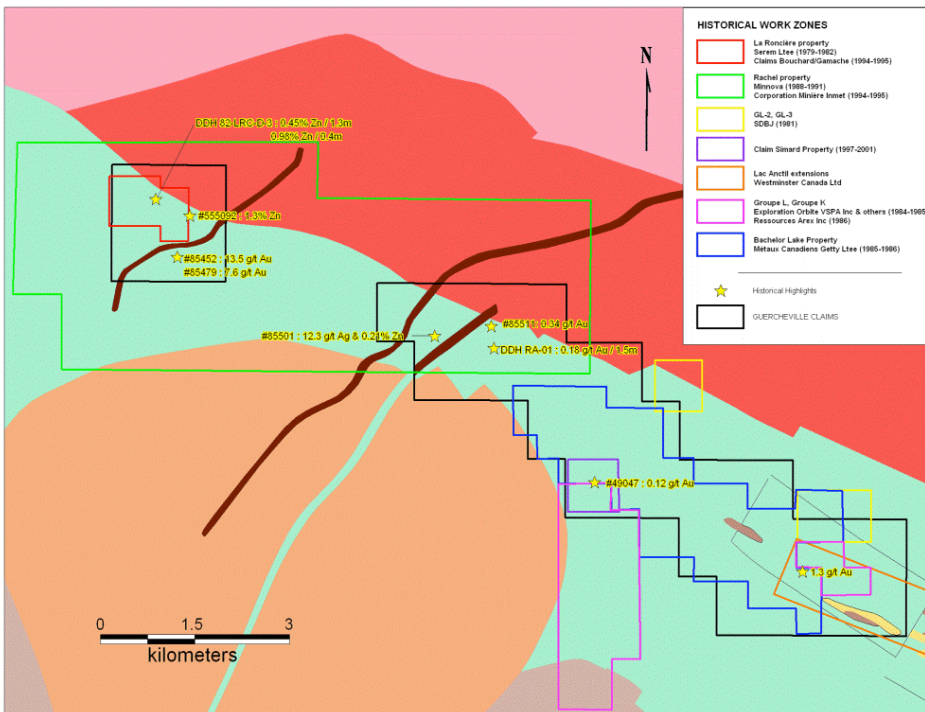 HISTORICAL WORK ZONES
La Roncière property
Serem Ltee (1979-1982)
Claims Bouchard/Gamache (1994-1995)
Rachel property
Minnova (1988-1991)
Corporation Minière Inmet (1994-1995)
GL-2, GL-3
SDBJ (1981)
Claim Simard Property (1997-2001)
Lac Anctil extensions
Westminster Canada Ltd
Groupe L, Groupe K
Exploration Orbite VSPA Inc & others (1984-1985
Ressources Arex Inc (1986)
Bachelor Lake Property
Métaux Canadiens Getty Ltee (1985-1986)
Historical Highlights
GUERCHEVILLE CLAIMS
N
DDH 82 LRC-B-3 : 0.45% Zn / 1.3m
0.98% Zn / 3.4m
#555092 : 1.3% Zn
#85452 : 13.5 g/t Au
#85479 : 7.6 g/t Au
#85511: 0.34 g/t Au
#85501 : 12.3 g/t Ag & 0.21% Zn
DDH RA-01 : 0.18 g/t Au / 1.5m
#49047 : 0.12 g/t Au
1.3 g/t Au
0 1.5 3
kilometers